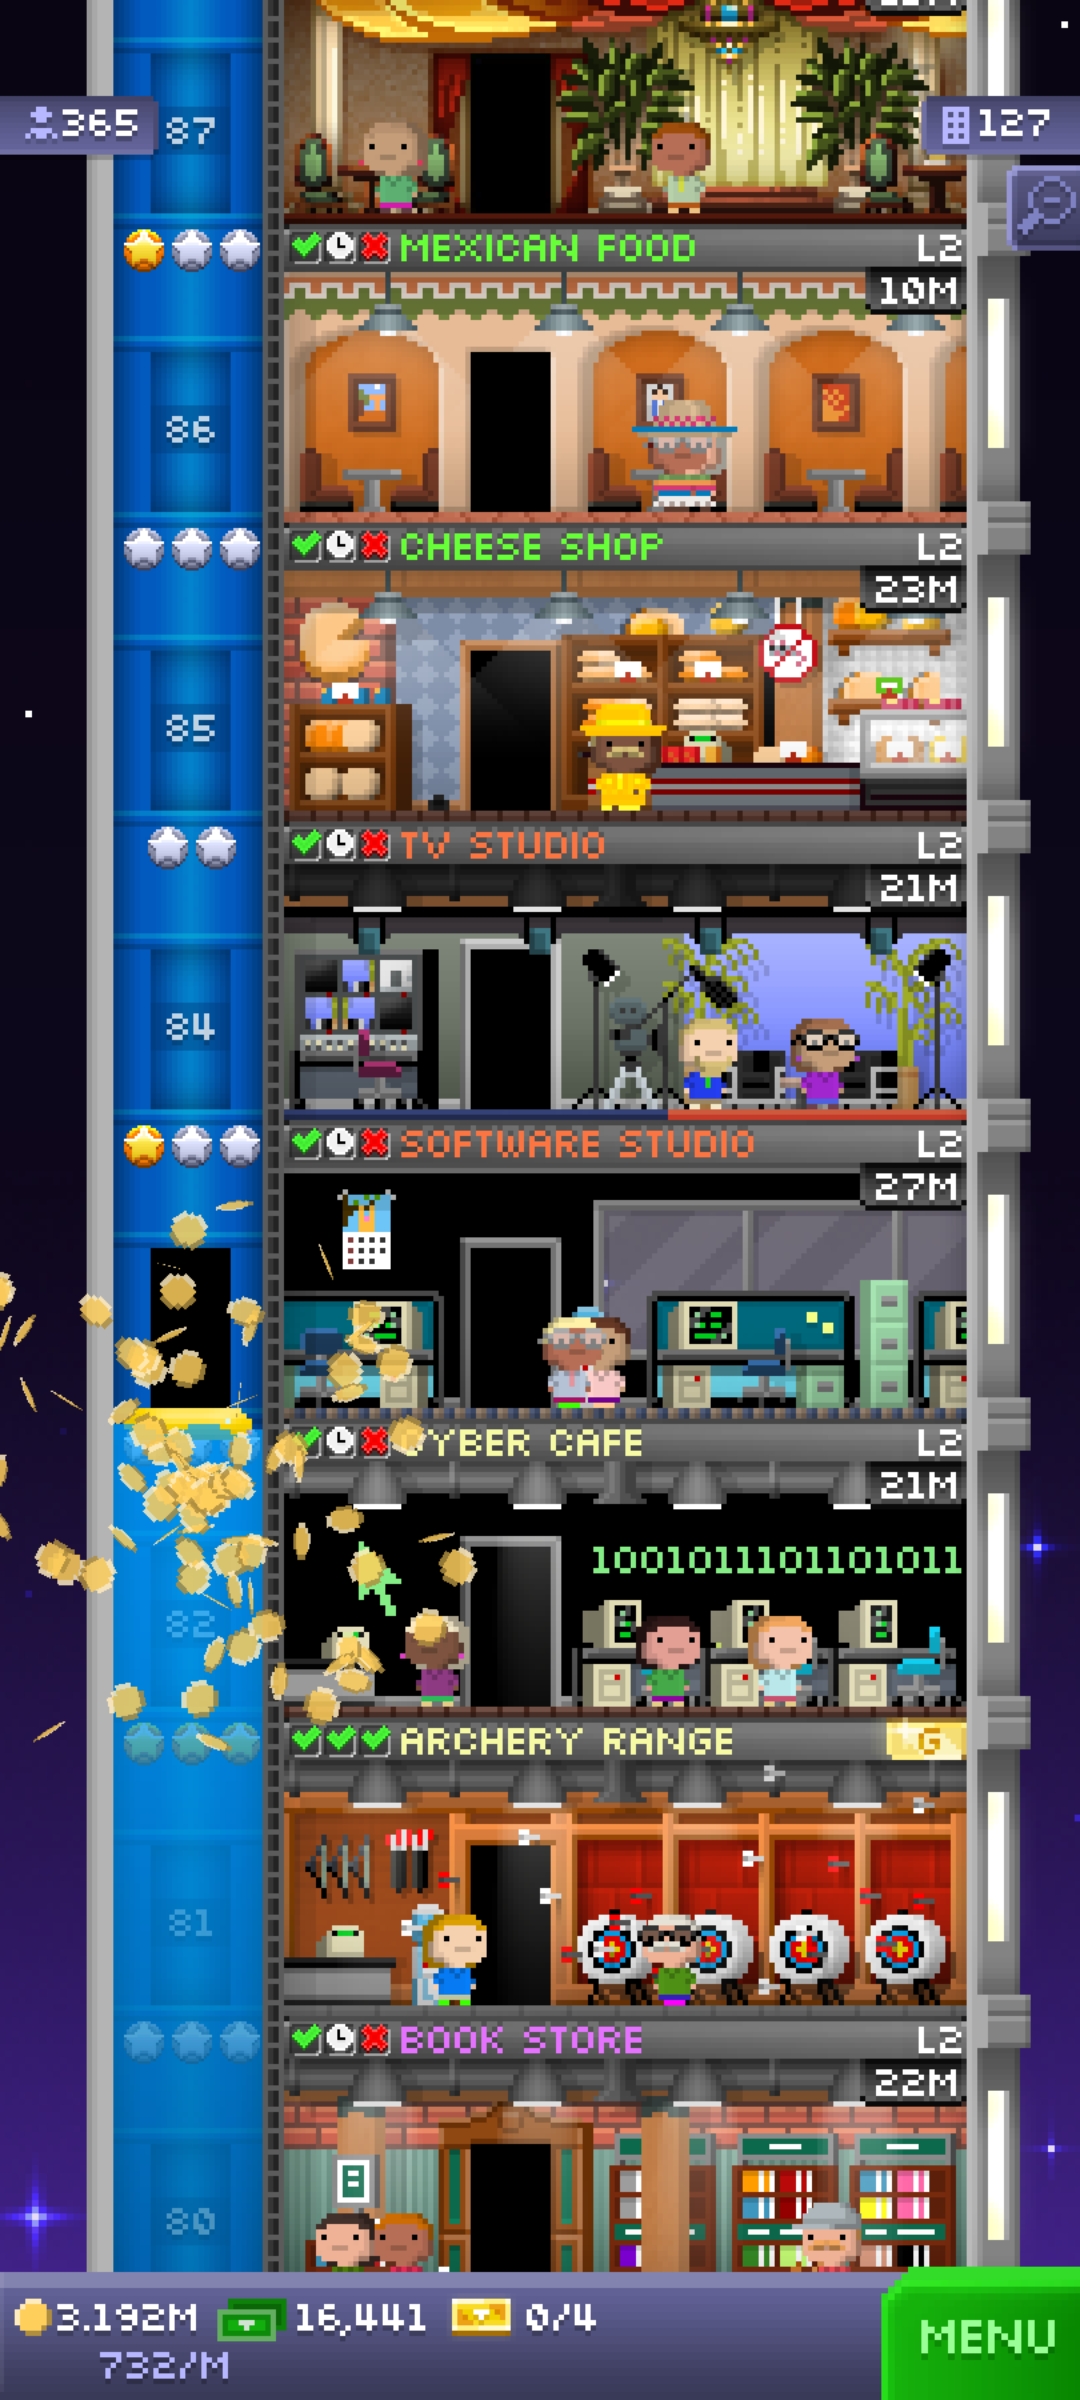 365
87
127
MEXICAN FOOD L2
10M
86
CHEESE SHOP L2
23M
85
TV STUDIO L2
21M
84
SOFTWARE STUDIO L2
27M
CYBER CAFE L2
21M
1001011101101011
82
ARCHERY RANGE G
81
BOOK STORE L2
22M
8
80
3.192M 16,441 0/4
732/M
MENU